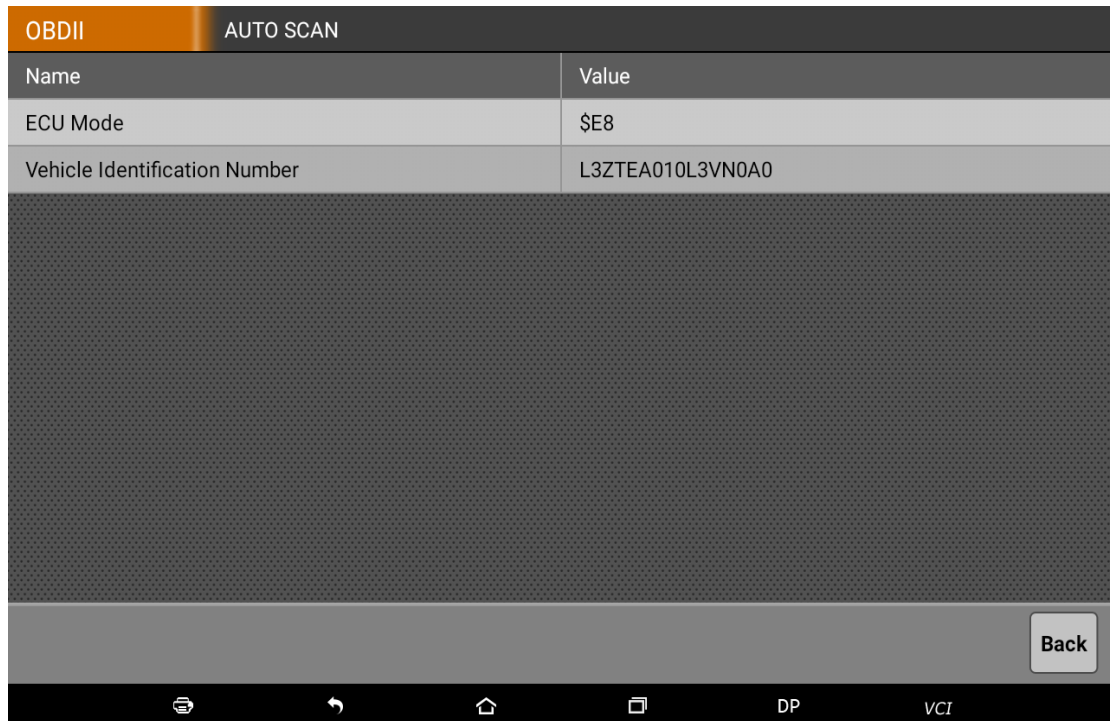 OBDII AUTO SCAN
Name Value
ECU Mode $E8
Vehicle Identification Number L3ZTEA010L3VN0A0
Back
DP VCI